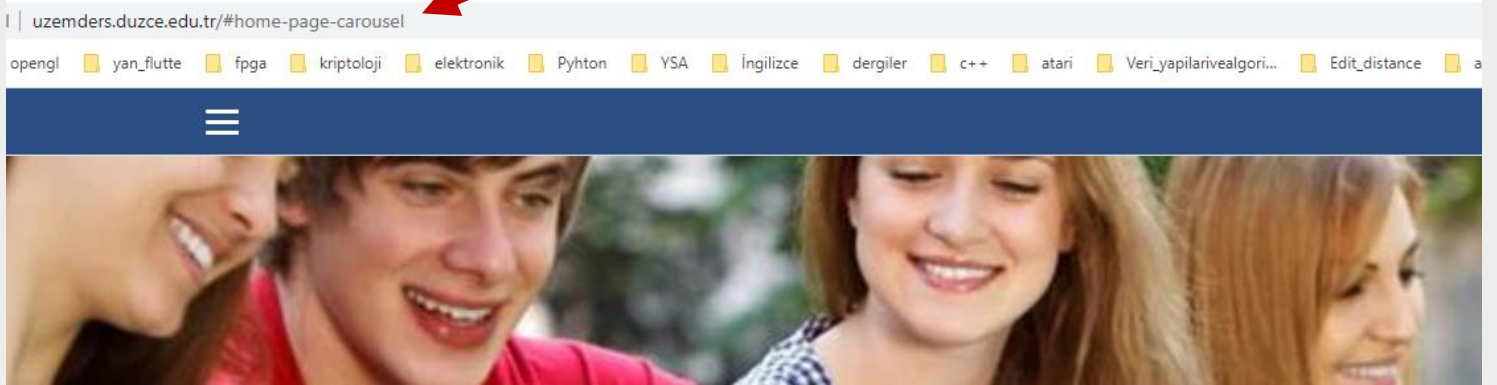 uzemders.duzce.edu.tr/#home-page-carousel
opengl yan_flutte fpga kriptoloji elektronik Pyhton YSA İngilizce dergiler c++ atari Veri_yapilarivealgori... Edit_distance a